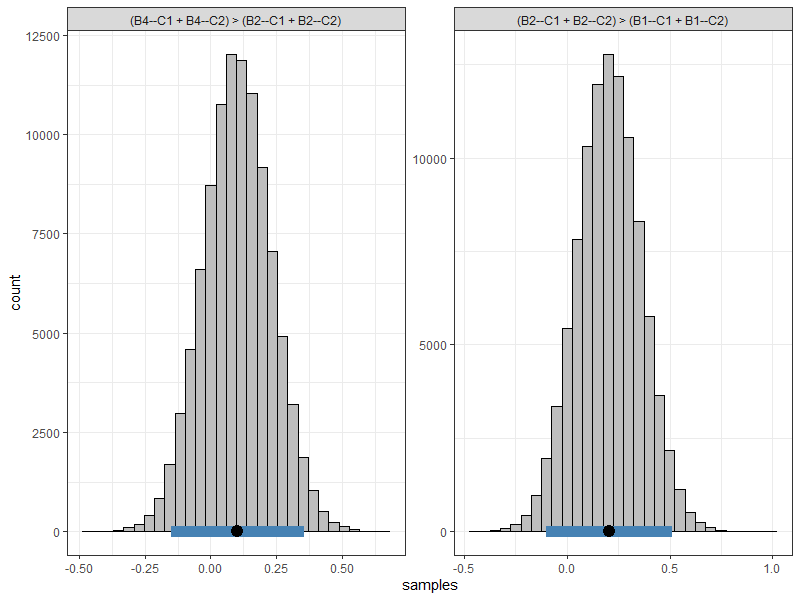 (B4--C1 + B4--C2) > (B2--C1 + B2--C2)
(B2--C1 + B2--C2) > (B1--C1 + B1--C2)
12500
10000
7500
5000
2500
0
10000
5000
0
count
-0.50 -0.25 0.00 0.25 0.50
-0.5 0.0 0.5 1.0
samples